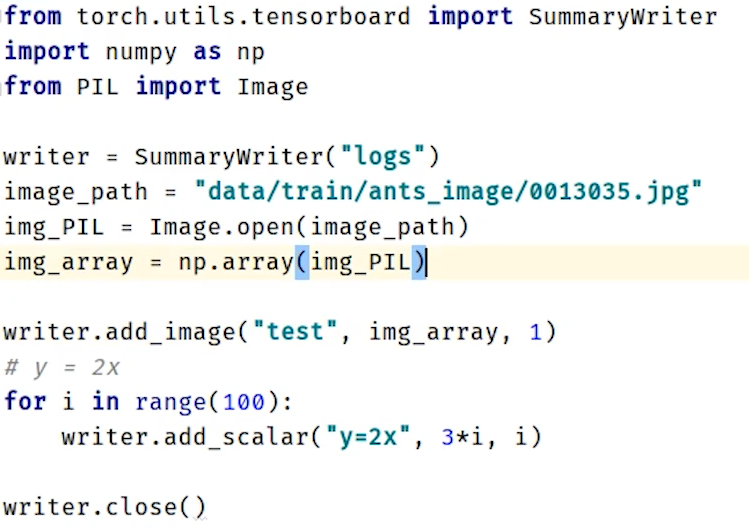 from torch.utils.tensorboard import SummaryWriter
import numpy as np
from PIL import Image
writer = SummaryWriter("logs")
image_path = "data/train/ants_image/0013035.jpg"
img_PIL = Image.open(image_path)
img_array = np.array(img_PIL)
writer.add_image("test", img_array, 1)
# y = 2x
for i in range(100):
    writer.add_scalar("y=2x", 3*i, i)
writer.close()